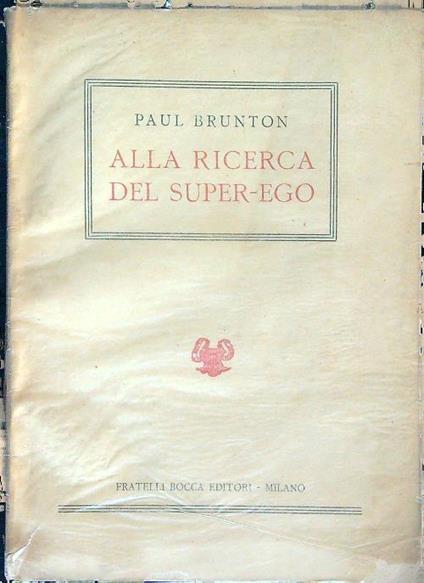 PAUL BRUNTON
ALLA RICERCA
DEL SUPER-EGO
FRATELLI BOCCA EDITORI - MILANO